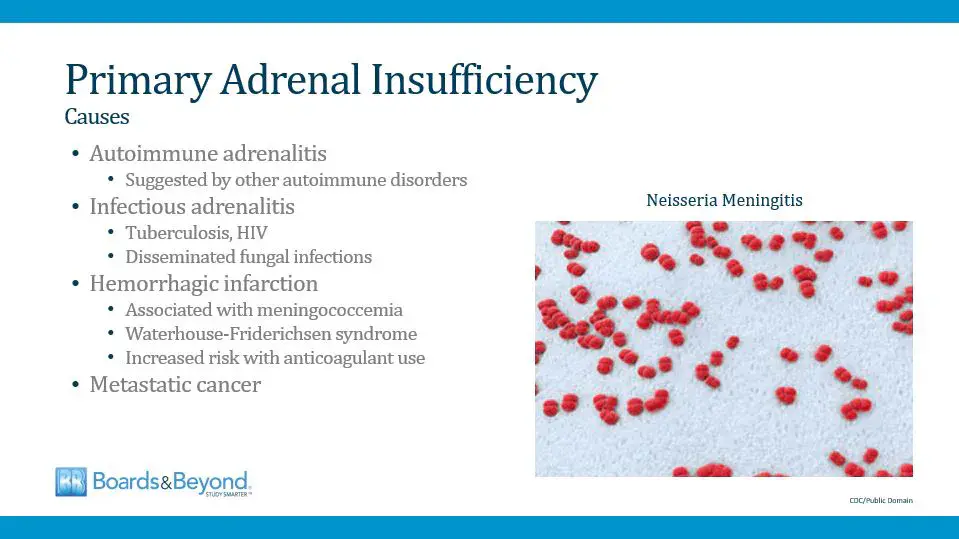 Primary Adrenal Insufficiency
Causes
• Autoimmune adrenalitis
• Suggested by other autoimmune disorders
• Infectious adrenalitis
• Tuberculosis, HIV
• Disseminated fungal infections
• Hemorrhagic infarction
• Associated with meningococcemia
• Waterhouse-Friderichsen syndrome
• Increased risk with anticoagulant use
• Metastatic cancer
Neisseria Meningitis
BB Boards&Beyond.
STUDY SMARTER™
CDC/Public Domain